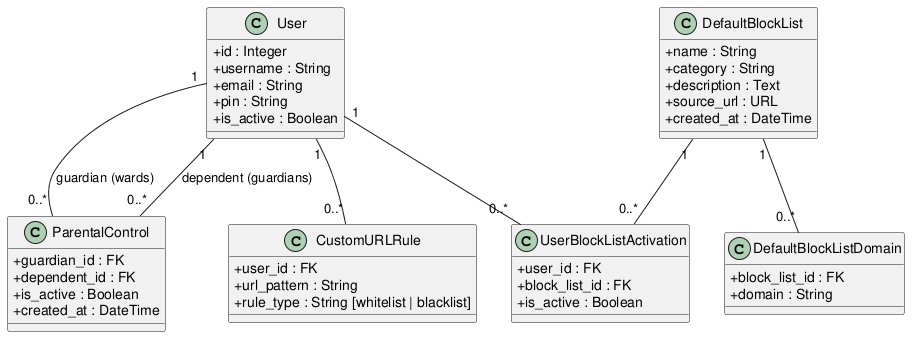 C User
+id : Integer
+username : String
+email : String
+pin : String
+is_active : Boolean
C DefaultBlockList
+name : String
+category : String
+description : Text
+source_url : URL
+created_at : DateTime
1
1
1
1
1
1
guardian (wards)
dependent (guardians)
0..*
0..*
0..*
0..*
0..*
0..*
C ParentalControl
+guardian_id : FK
+dependent_id : FK
+is_active : Boolean
+created_at : DateTime
C CustomURLRule
+user_id : FK
+url_pattern : String
+rule_type : String [whitelist | blacklist]
C UserBlockListActivation
+user_id : FK
+block_list_id : FK
+is_active : Boolean
C DefaultBlockListDomain
+block_list_id : FK
+domain : String